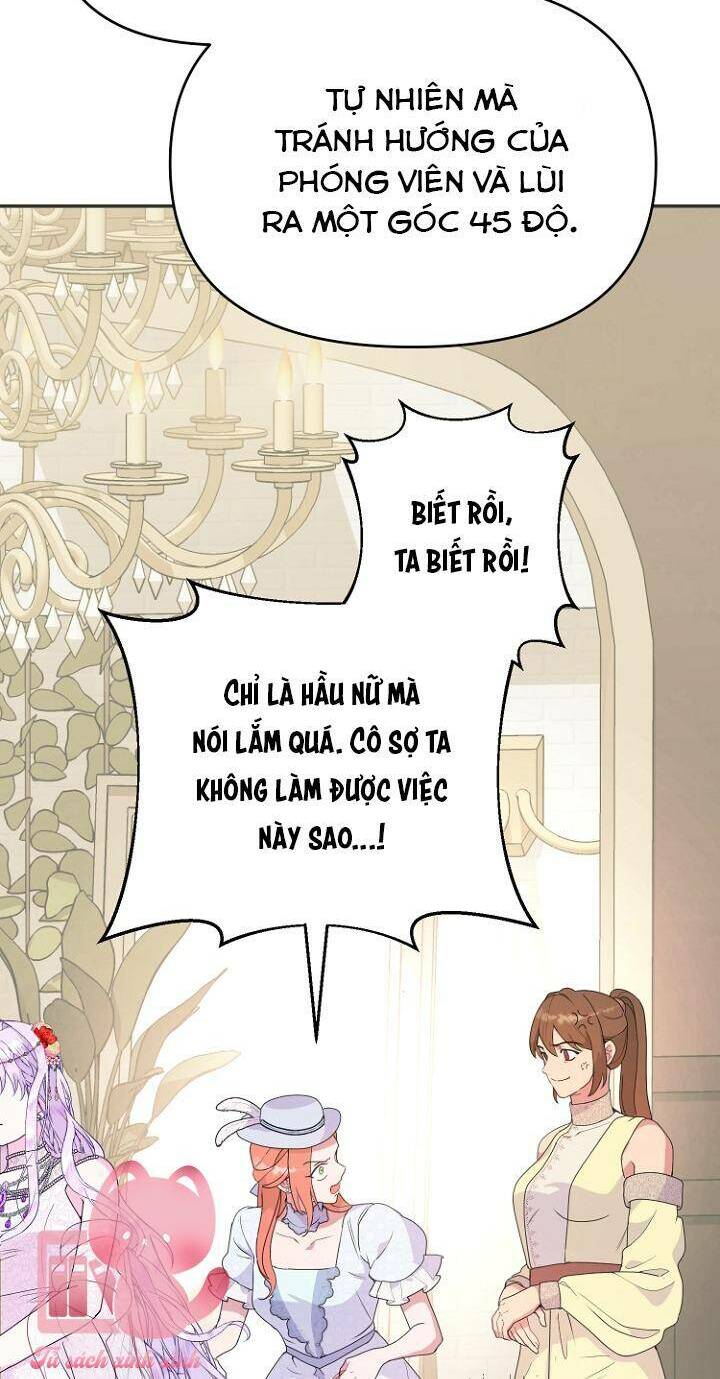 TỰ NHIÊN MÀ
TRÁNH HƯỚNG CỦA
PHÓNG VIÊN VÀ LÙI
RA MỘT GÓC 45 ĐỘ.
BIẾT RỒI,
TA BIẾT RỒI!
CHỈ LÀ HẦU NỮ MÀ
NÓI LẮM QUÁ. CÔ SỢ TA
KHÔNG LÀM ĐƯỢC VIỆC
NÀY SAO...!
Tủ sách xinh xinh